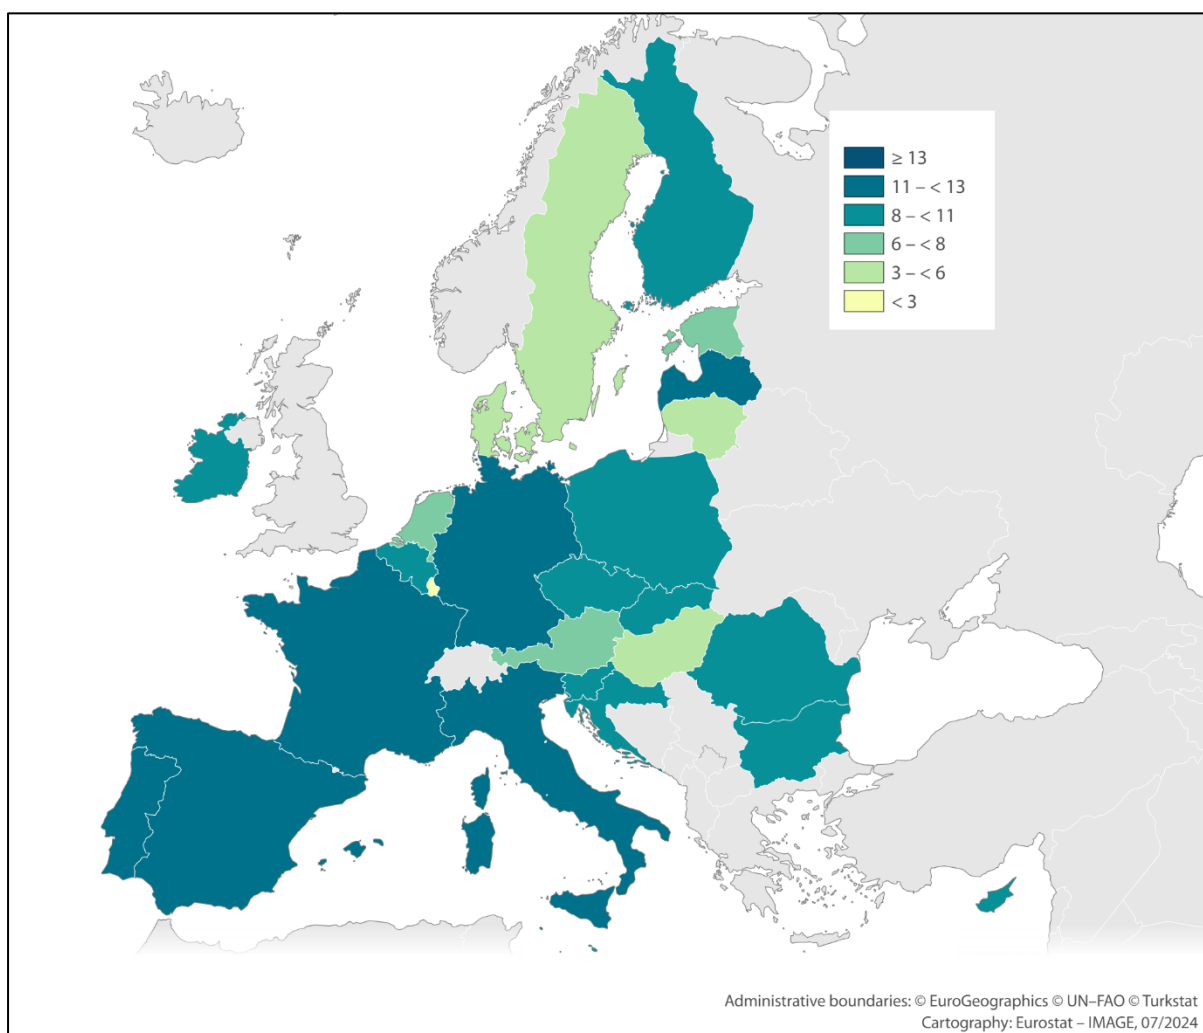 ≥ 13
11 – < 13
8 – < 11
6 – < 8
3 – < 6
< 3
Administrative boundaries: © EuroGeographics © UN–FAO © Turkstat
Cartography: Eurostat – IMAGE, 07/2024